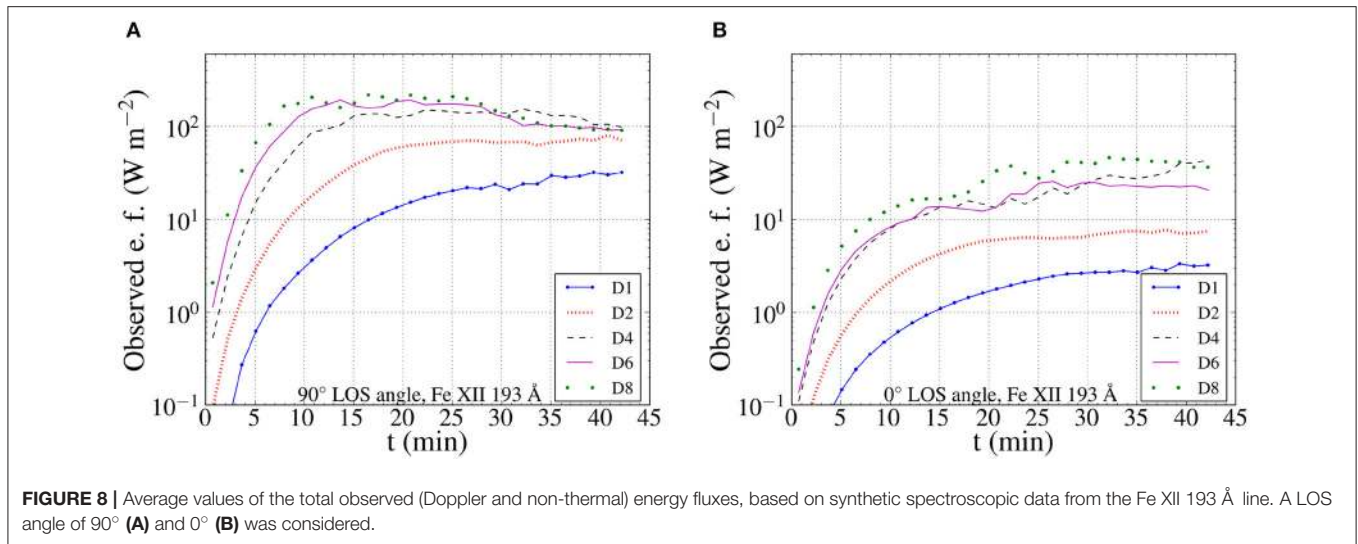 A
Observed e. f. (W m⁻²)
10²
10¹
10⁰
10⁻¹
0 5 10 15 20 25 30 35 40 45
t (min)
90° LOS angle, Fe XII 193 Å
D1
D2
D4
D6
D8
B
Observed e. f. (W m⁻²)
10²
10¹
10⁰
10⁻¹
0 5 10 15 20 25 30 35 40 45
t (min)
0° LOS angle, Fe XII 193 Å
D1
D2
D4
D6
D8
FIGURE 8 | Average values of the total observed (Doppler and non-thermal) energy fluxes, based on synthetic spectroscopic data from the Fe XII 193 Å line. A LOS
angle of 90° (A) and 0° (B) was considered.